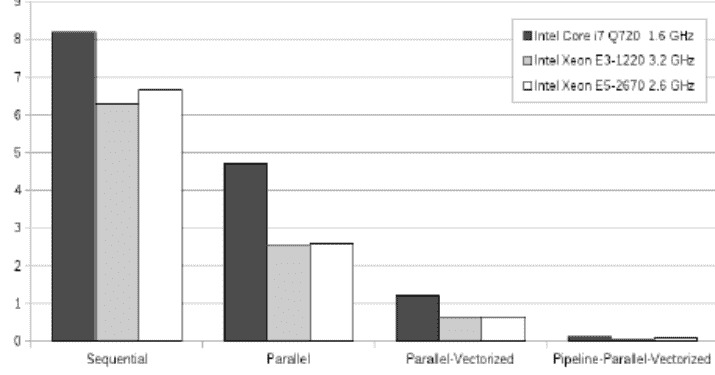 9
8
7
6
5
4
3
2
1
0
Intel Core i7 Q720 1.6 GHz
Intel Xeon E3-1220 3.2 GHz
Intel Xeon E5-2670 2.6 GHz
Sequential Parallel Parallel-Vectorized Pipeline-Parallel-Vectorized